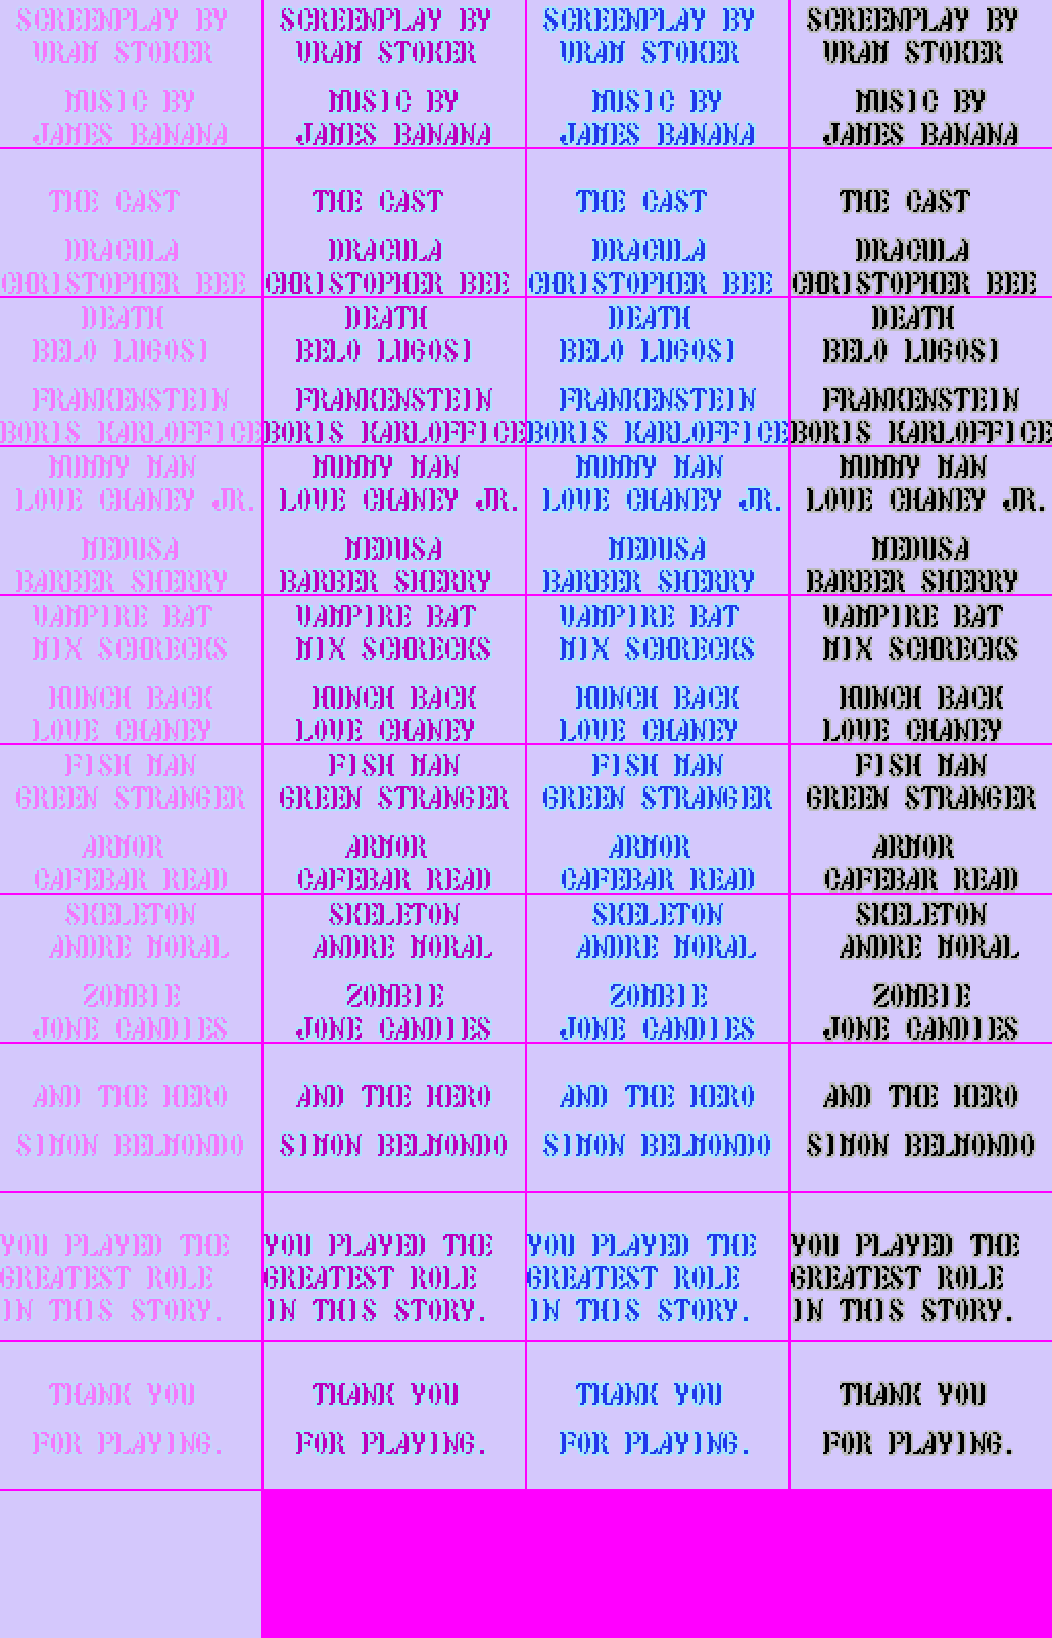 SCREENPLAY BY SCREENPLAY BY SCREENPLAY BY SCREENPLAY BY
VRAM STOKER VRAM STOKER VRAM STOKER VRAM STOKER
MUSIC BY MUSIC BY MUSIC BY MUSIC BY
JAMES BANANA JAMES BANANA JAMES BANANA JAMES BANANA
THE CAST THE CAST THE CAST THE CAST
DRACULA DRACULA DRACULA DRACULA
CHRISTOPHER BEE CHRISTOPHER BEE CHRISTOPHER BEE CHRISTOPHER BEE
DEATH DEATH DEATH DEATH
BELO LUGOSI BELO LUGOSI BELO LUGOSI BELO LUGOSI
FRANKENSTEIN FRANKENSTEIN FRANKENSTEIN FRANKENSTEIN
BORIS KARLOFFICE BORIS KARLOFFICE BORIS KARLOFFICE BORIS KARLOFFICE
MUMMY MAN MUMMY MAN MUMMY MAN MUMMY MAN
LOVE CHANEY JR. LOVE CHANEY JR. LOVE CHANEY JR. LOVE CHANEY JR.
MEDUSA MEDUSA MEDUSA MEDUSA
BARBER SHERRY BARBER SHERRY BARBER SHERRY BARBER SHERRY
VAMPIRE BAT VAMPIRE BAT VAMPIRE BAT VAMPIRE BAT
MIX SCHRECKS MIX SCHRECKS MIX SCHRECKS MIX SCHRECKS
HUNCH BACK HUNCH BACK HUNCH BACK HUNCH BACK
LOVE CHANEY LOVE CHANEY LOVE CHANEY LOVE CHANEY
FISH MAN FISH MAN FISH MAN FISH MAN
GREEN STRANGER GREEN STRANGER GREEN STRANGER GREEN STRANGER
ARMOR ARMOR ARMOR ARMOR
CAFEBAR READ CAFEBAR READ CAFEBAR READ CAFEBAR READ
SKELETON SKELETON SKELETON SKELETON
ANDRE MORAL ANDRE MORAL ANDRE MORAL ANDRE MORAL
ZOMBIE ZOMBIE ZOMBIE ZOMBIE
JONE CANDIES JONE CANDIES JONE CANDIES JONE CANDIES
AND THE HERO AND THE HERO AND THE HERO AND THE HERO
SIMON BELMONDO SIMON BELMONDO SIMON BELMONDO SIMON BELMONDO
YOU PLAYED THE YOU PLAYED THE YOU PLAYED THE YOU PLAYED THE
GREATEST ROLE GREATEST ROLE GREATEST ROLE GREATEST ROLE
IN THIS STORY. IN THIS STORY. IN THIS STORY. IN THIS STORY.
THANK YOU THANK YOU THANK YOU THANK YOU
FOR PLAYING. FOR PLAYING. FOR PLAYING. FOR PLAYING.